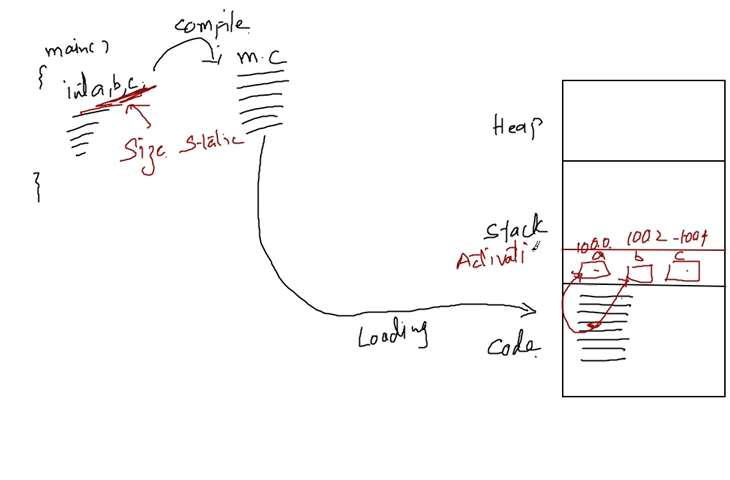 compile
main()
{
int a,b,c;
m.c
Size static
}
Heap
Stack
1000 1002 -1004
Activati
a b c
Loading
Code